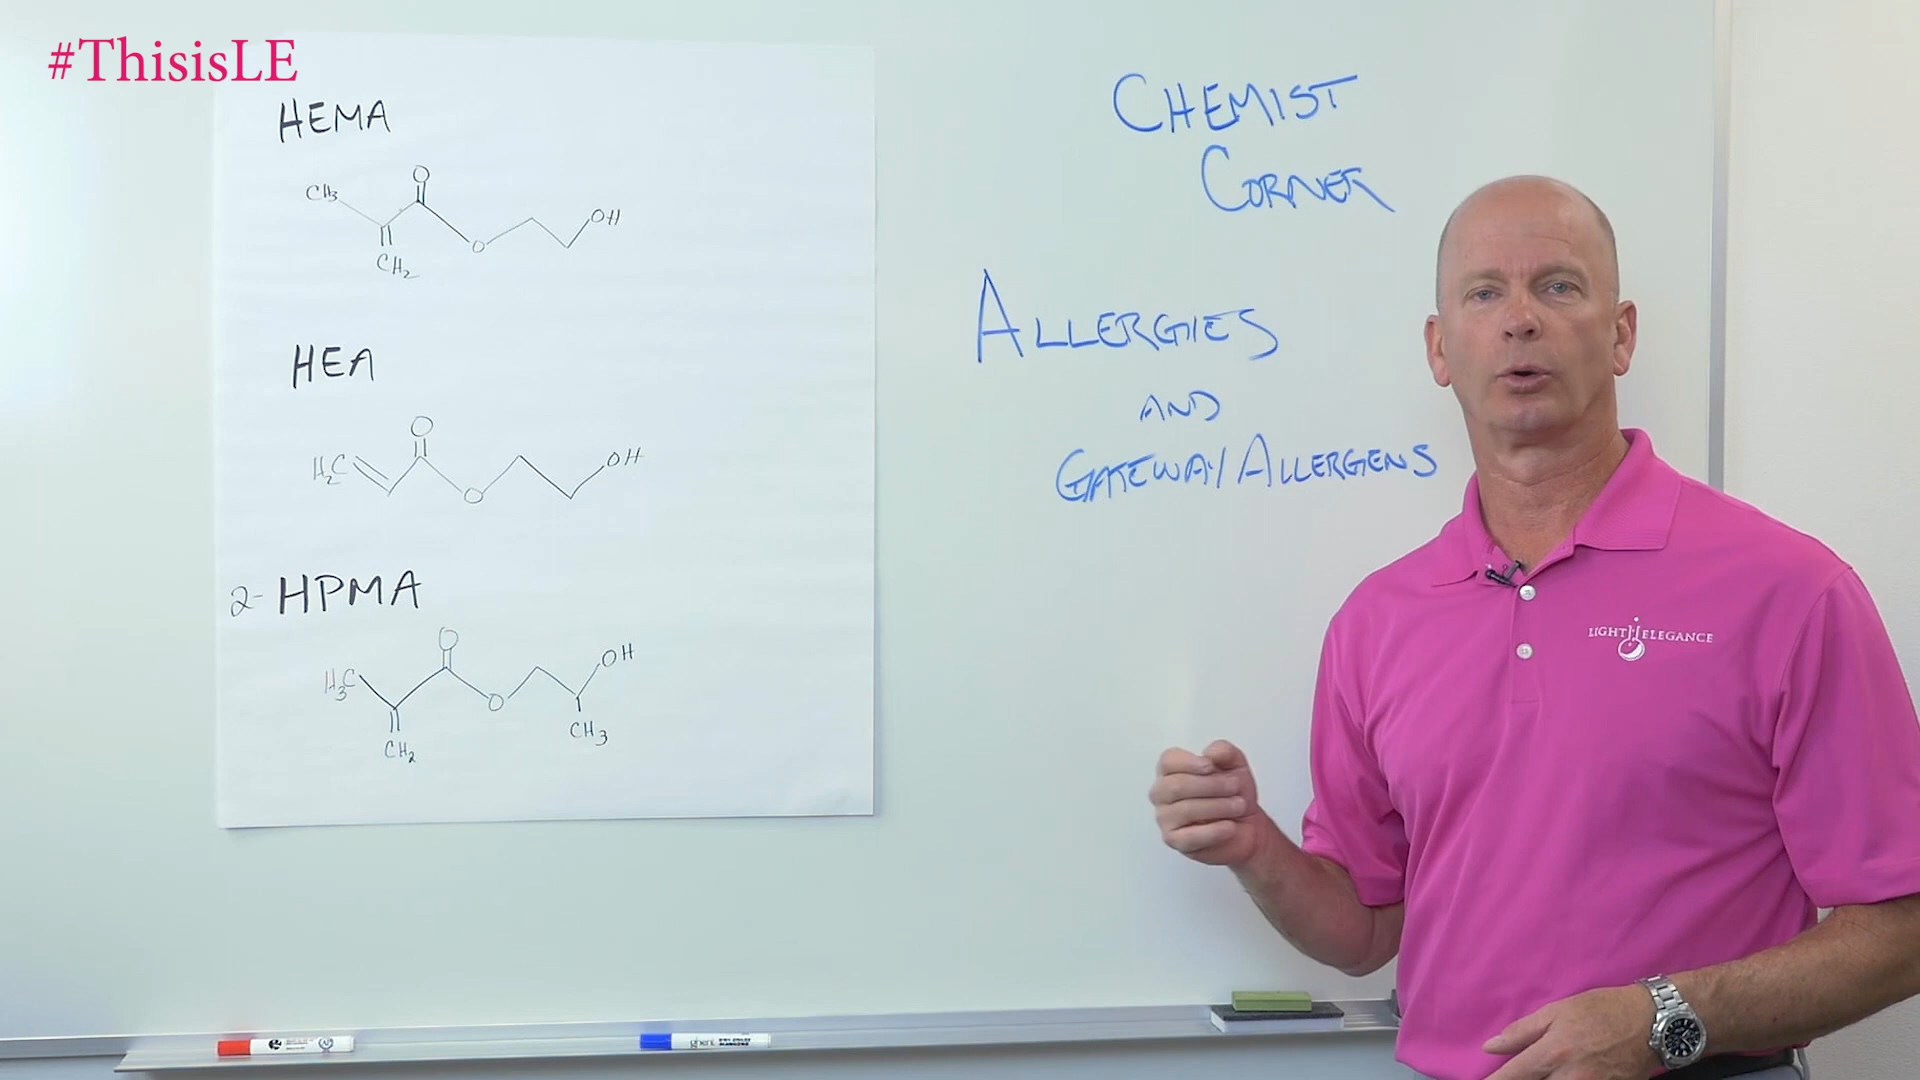 #ThisisLE
HEMA
O
CH3
OH
O
CH2
HEA
O
H2C
OH
O
2-HPMA
O
H3C
OH
O
CH3
CH2
CHEMIST
CORNER
ALLERGIES
AND
GATEWAY ALLERGENS
LIGHT ELEGANCE